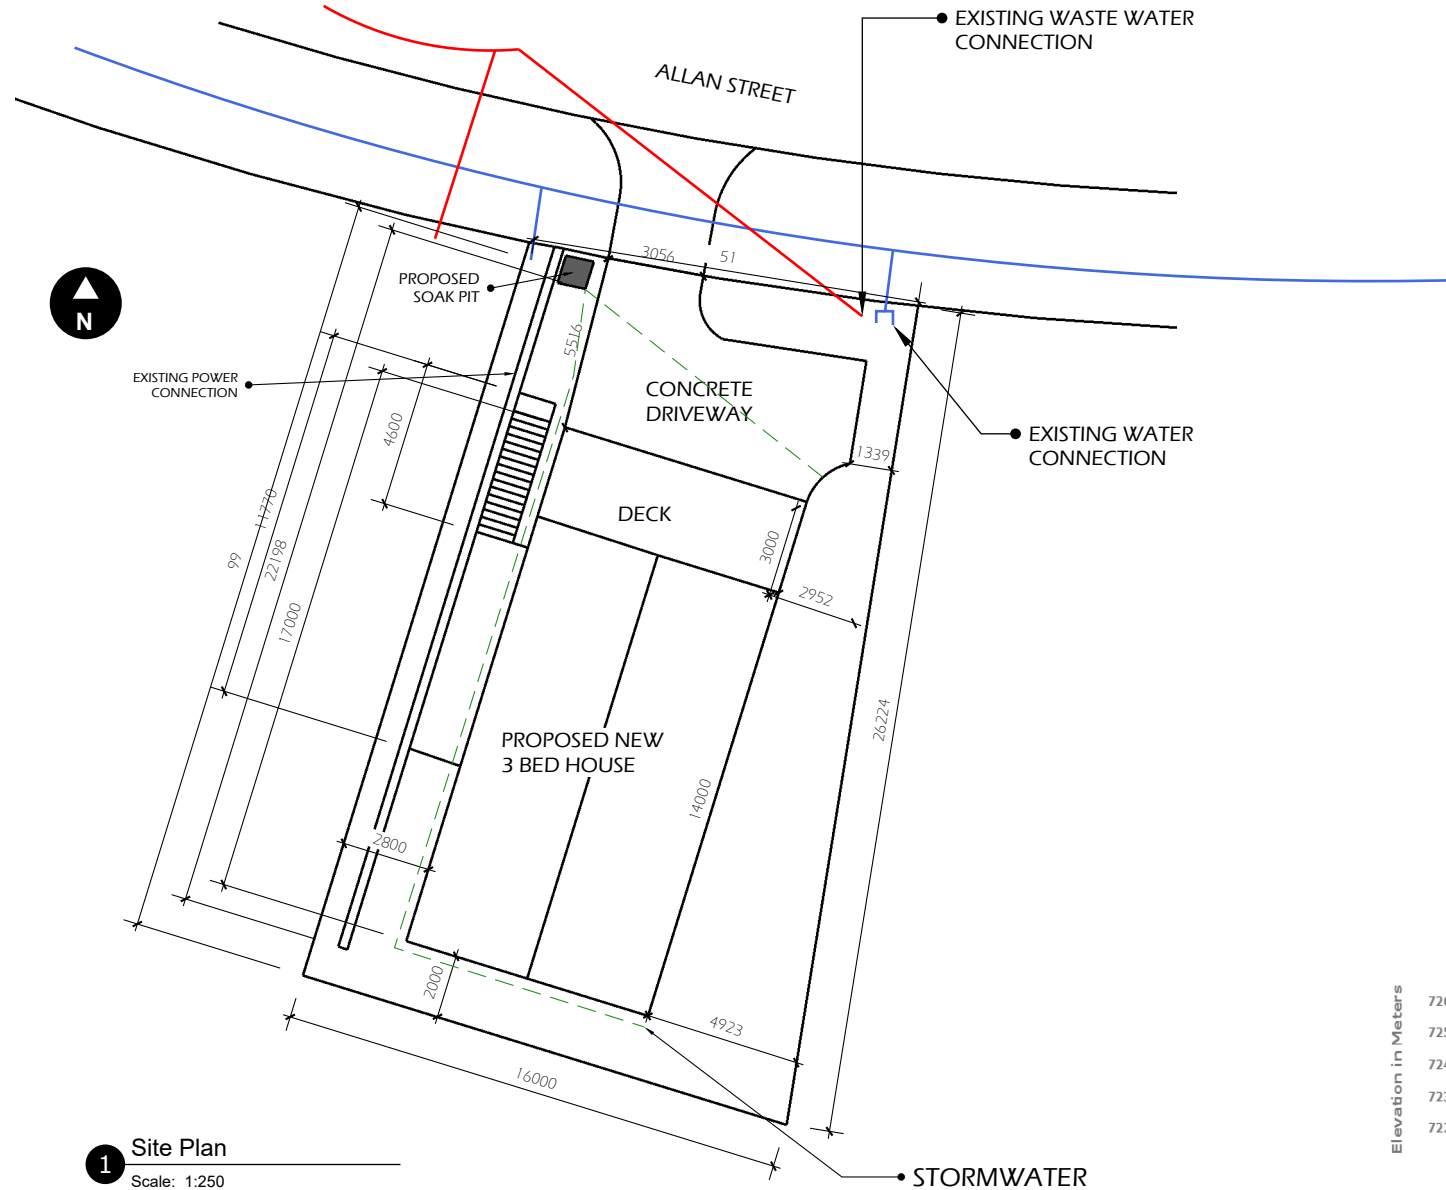 EXISTING WASTE WATER
CONNECTION
ALLAN STREET
3056
51
PROPOSED
SOAK PIT
N
5516
EXISTING POWER
CONNECTION
CONCRETE
DRIVEWAY
4600
EXISTING WATER
CONNECTION
1339
11770
DECK
99
22198
3000
17000
2952
26224
PROPOSED NEW
3 BED HOUSE
14000
2800
2000
4923
16000
Elevation in Meters
1
Site Plan
Scale: 1:250
STORMWATER